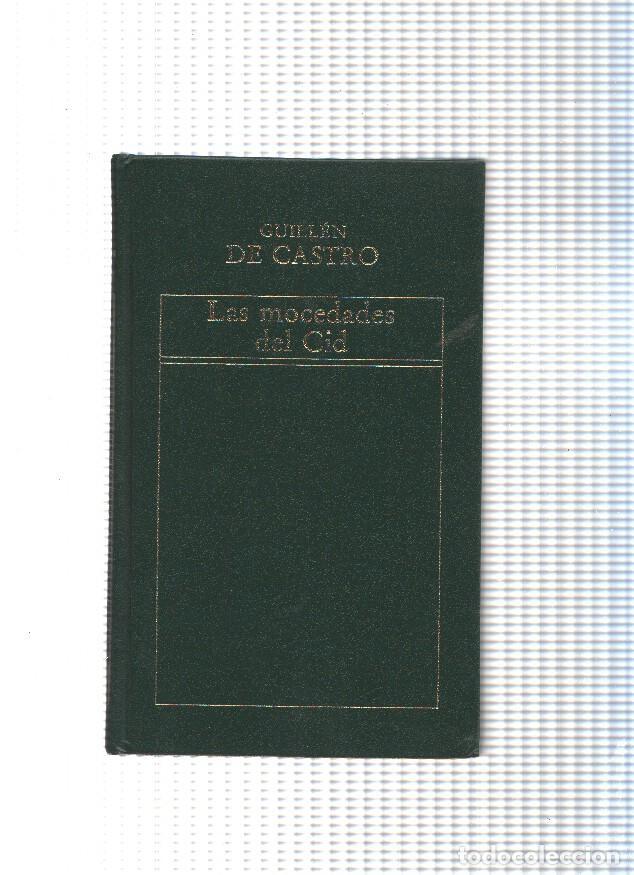 GUILLÉN
DE CASTRO
Las mocedades
del Cid
todocoleccion